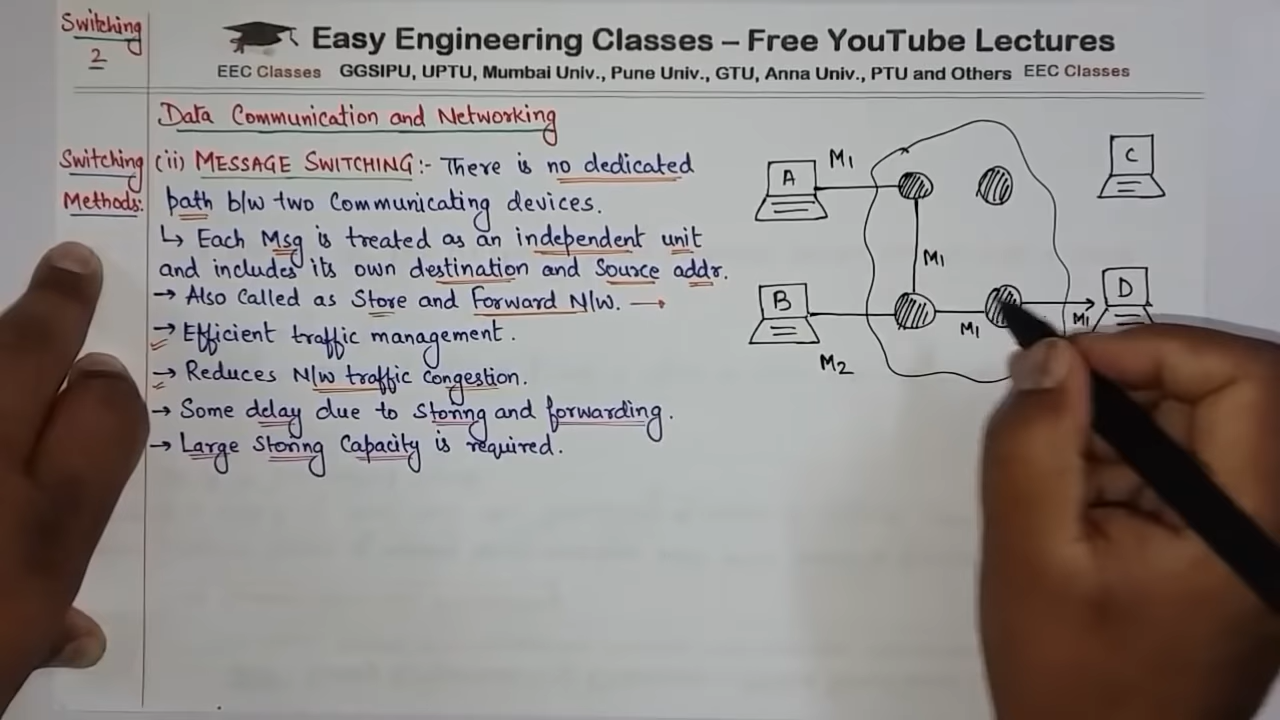 Switching
2
Easy Engineering Classes – Free YouTube Lectures
EEC Classes GGSIPU, UPTU, Mumbai Univ., Pune Univ., GTU, Anna Univ., PTU and Others EEC Classes
Data Communication and Networking
Switching
Methods:
(ii) MESSAGE SWITCHING:- There is no dedicated
path b/w two Communicating devices.
↳ Each Msg is treated as an independent unit
and includes its own destination and Source addr.
→ Also Called as Store and Forward N/w. →
→ Efficient traffic management.
→ Reduces N/w traffic Congestion.
→ Some delay due to Storing and forwarding.
→ Large Storing Capacity is required.
A
M1
C
M1
B
D
M1
M1
M2